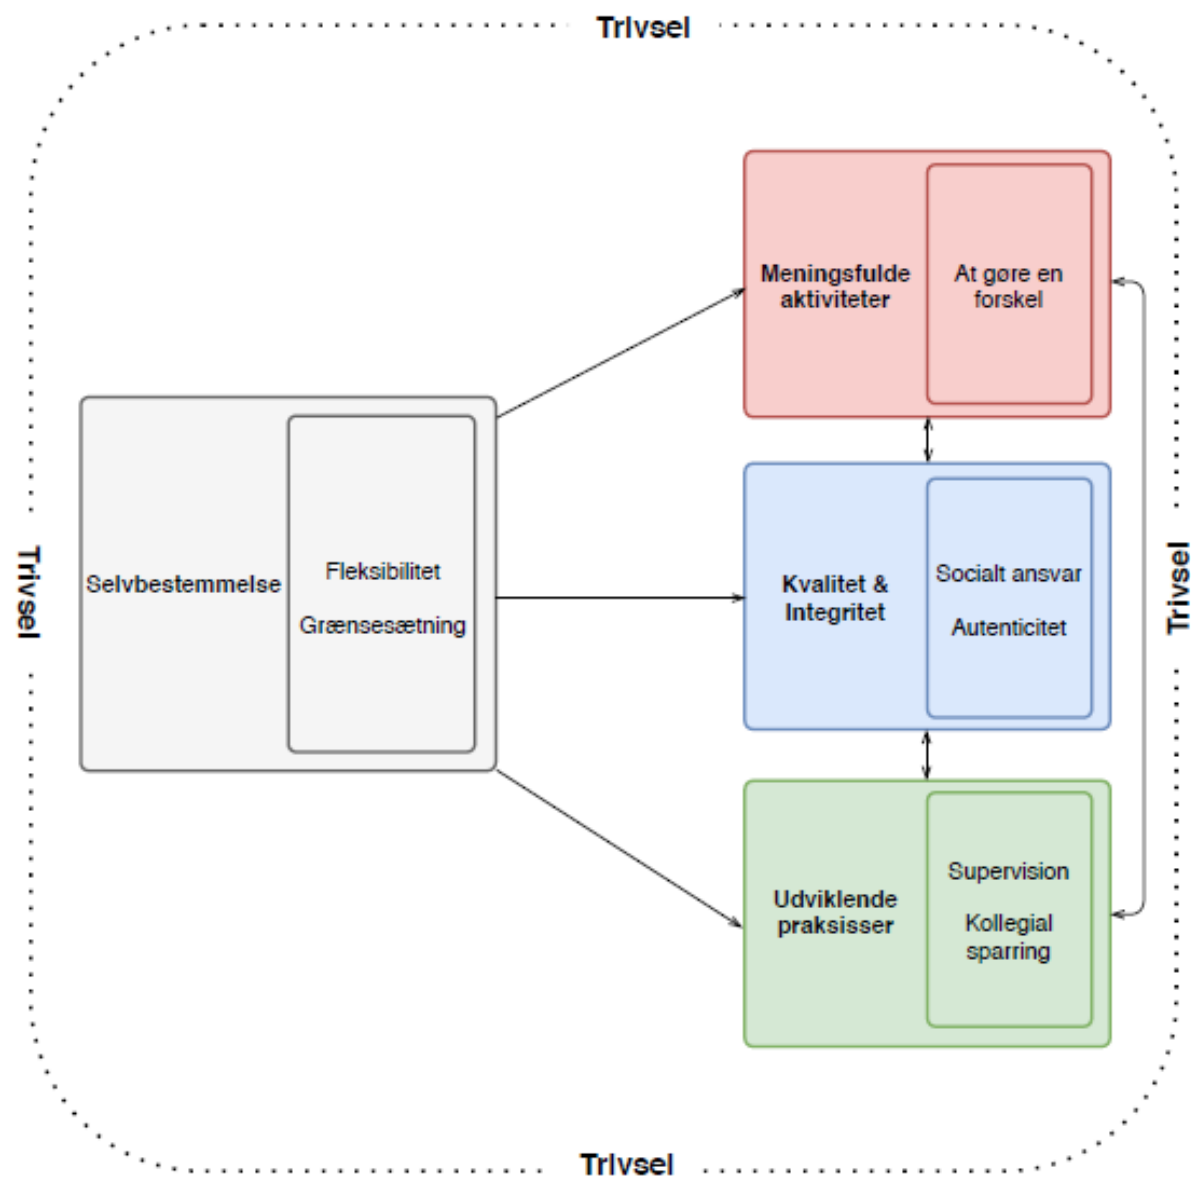 Trivsel
Meningsfulde
aktiviteter
At gøre en
forskel
Trivsel
Selvbestemmelse
Fleksibilitet
Grænsesætning
Kvalitet &
Integritet
Socialt ansvar
Autenticitet
Trivsel
Udviklende
praksisser
Supervision
Kollegial
sparring
Trivsel